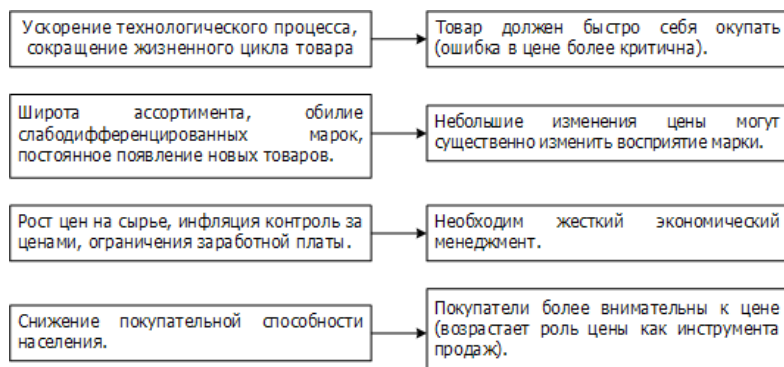 Ускорение технологического процесса,
сокращение жизненного цикла товара
Товар должен быстро себя окупать
(ошибка в цене более критична).
Широта ассортимента, обилие
слабодифференцированных марок,
постоянное появление новых товаров.
Небольшие изменения цены могут
существенно изменить восприятие марки.
Рост цен на сырье, инфляция контроль за
ценами, ограничения заработной платы.
Необходим жесткий экономический
менеджмент.
Снижение покупательной способности
населения.
Покупатели более внимательны к цене
(возрастает роль цены как инструмента
продаж).